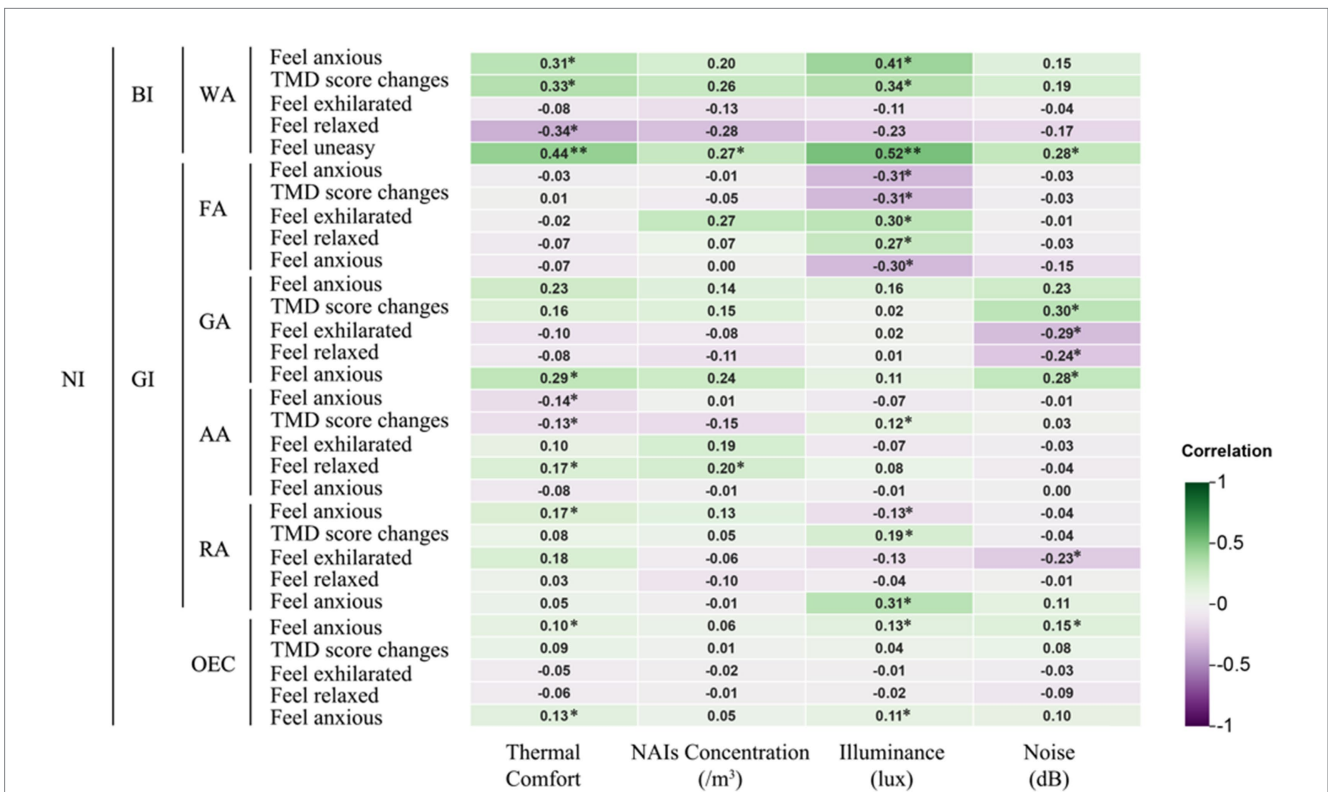 Feel anxious 0.31* 0.20 0.41* 0.15
TMD score changes 0.33* 0.26 0.34* 0.19
BI WA Feel exhilarated -0.08 -0.13 -0.11 -0.04
Feel relaxed -0.34* -0.28 -0.23 -0.17
Feel uneasy 0.44** 0.27* 0.52** 0.28*
Feel anxious -0.03 -0.01 -0.31* -0.03
TMD score changes 0.01 -0.05 -0.31* -0.03
FA Feel exhilarated -0.02 0.27 0.30* -0.01
Feel relaxed -0.07 0.07 0.27* -0.03
Feel anxious -0.07 0.00 -0.30* -0.15
Feel anxious 0.23 0.14 0.16 0.23
TMD score changes 0.16 0.15 0.02 0.30*
GA Feel exhilarated -0.10 -0.08 0.02 -0.29*
Feel relaxed -0.08 -0.11 0.01 -0.24*
NI GI Feel anxious 0.29* 0.24 0.11 0.28*
Feel anxious -0.14* 0.01 -0.07 -0.01
TMD score changes -0.13* -0.15 0.12* 0.03
AA Feel exhilarated 0.10 0.19 -0.07 -0.03
Feel relaxed 0.17* 0.20* 0.08 -0.04
Feel anxious -0.08 -0.01 -0.01 0.00
Feel anxious 0.17* 0.13 -0.13* -0.04
TMD score changes 0.08 0.05 0.19* -0.04
RA Feel exhilarated 0.18 -0.06 -0.13 -0.23*
Feel relaxed 0.03 -0.10 -0.04 -0.01
Feel anxious 0.05 -0.01 0.31* 0.11
Feel anxious 0.10* 0.06 0.13* 0.15*
TMD score changes 0.09 0.01 0.04 0.08
OEC Feel exhilarated -0.05 -0.02 -0.01 -0.03
Feel relaxed -0.06 -0.01 -0.02 -0.09
Feel anxious 0.13* 0.05 0.11* 0.10
Thermal NAIs Concentration Illuminance Noise
Comfort (/m³) (lux) (dB)
Correlation
1
-0.5
-0
--0.5
-1